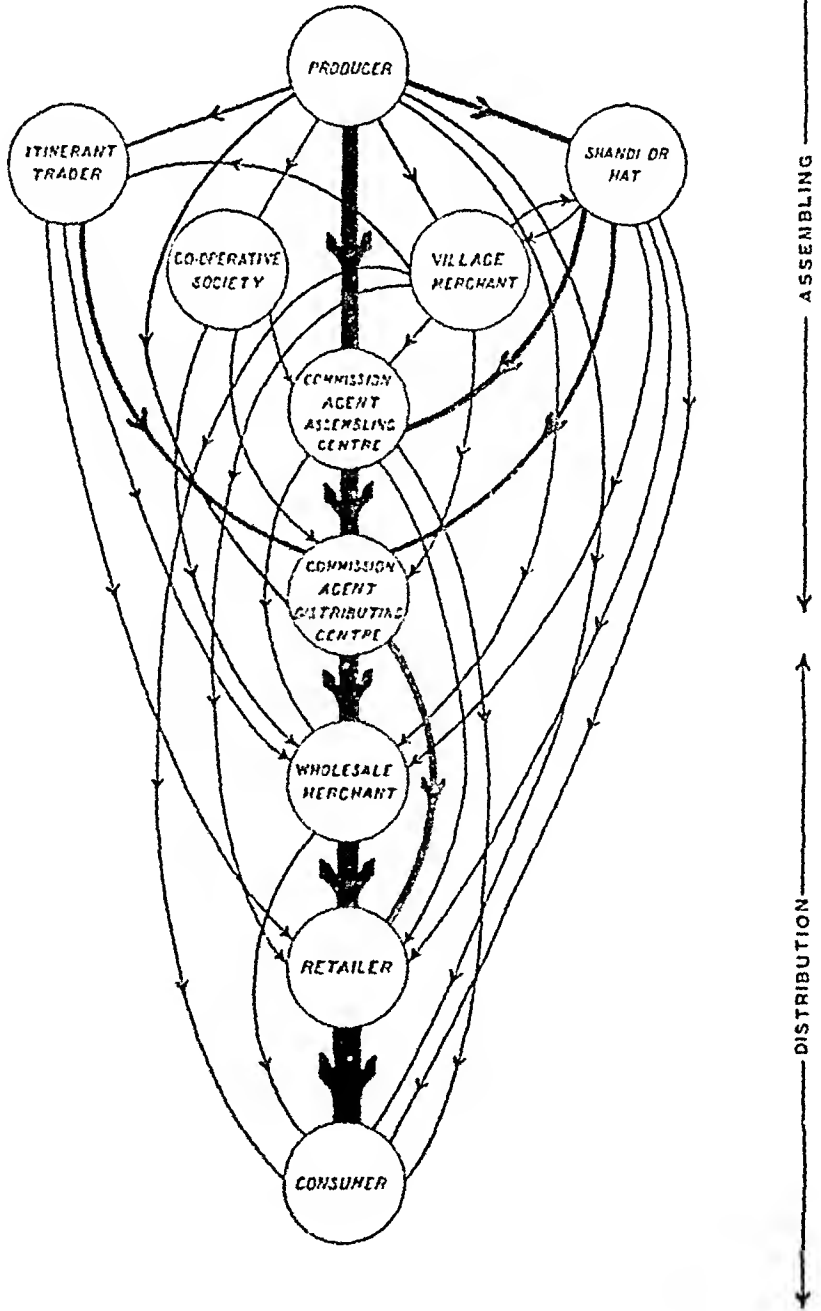 PRODUCER
ITINERANT
TRADER
SHANDI OR
HAT
CO-OPERATIVE
SOCIETY
VILLAGE
MERCHANT
COMMISSION
AGENT
ASSEMLING
CENTRE
COMMISSION
AGENT
DISTRIBUTING
CENTRE
WHOLESALE
MERCHANT
RETAILER
CONSUMER
ASSEMBLING
DISTRIBUTION